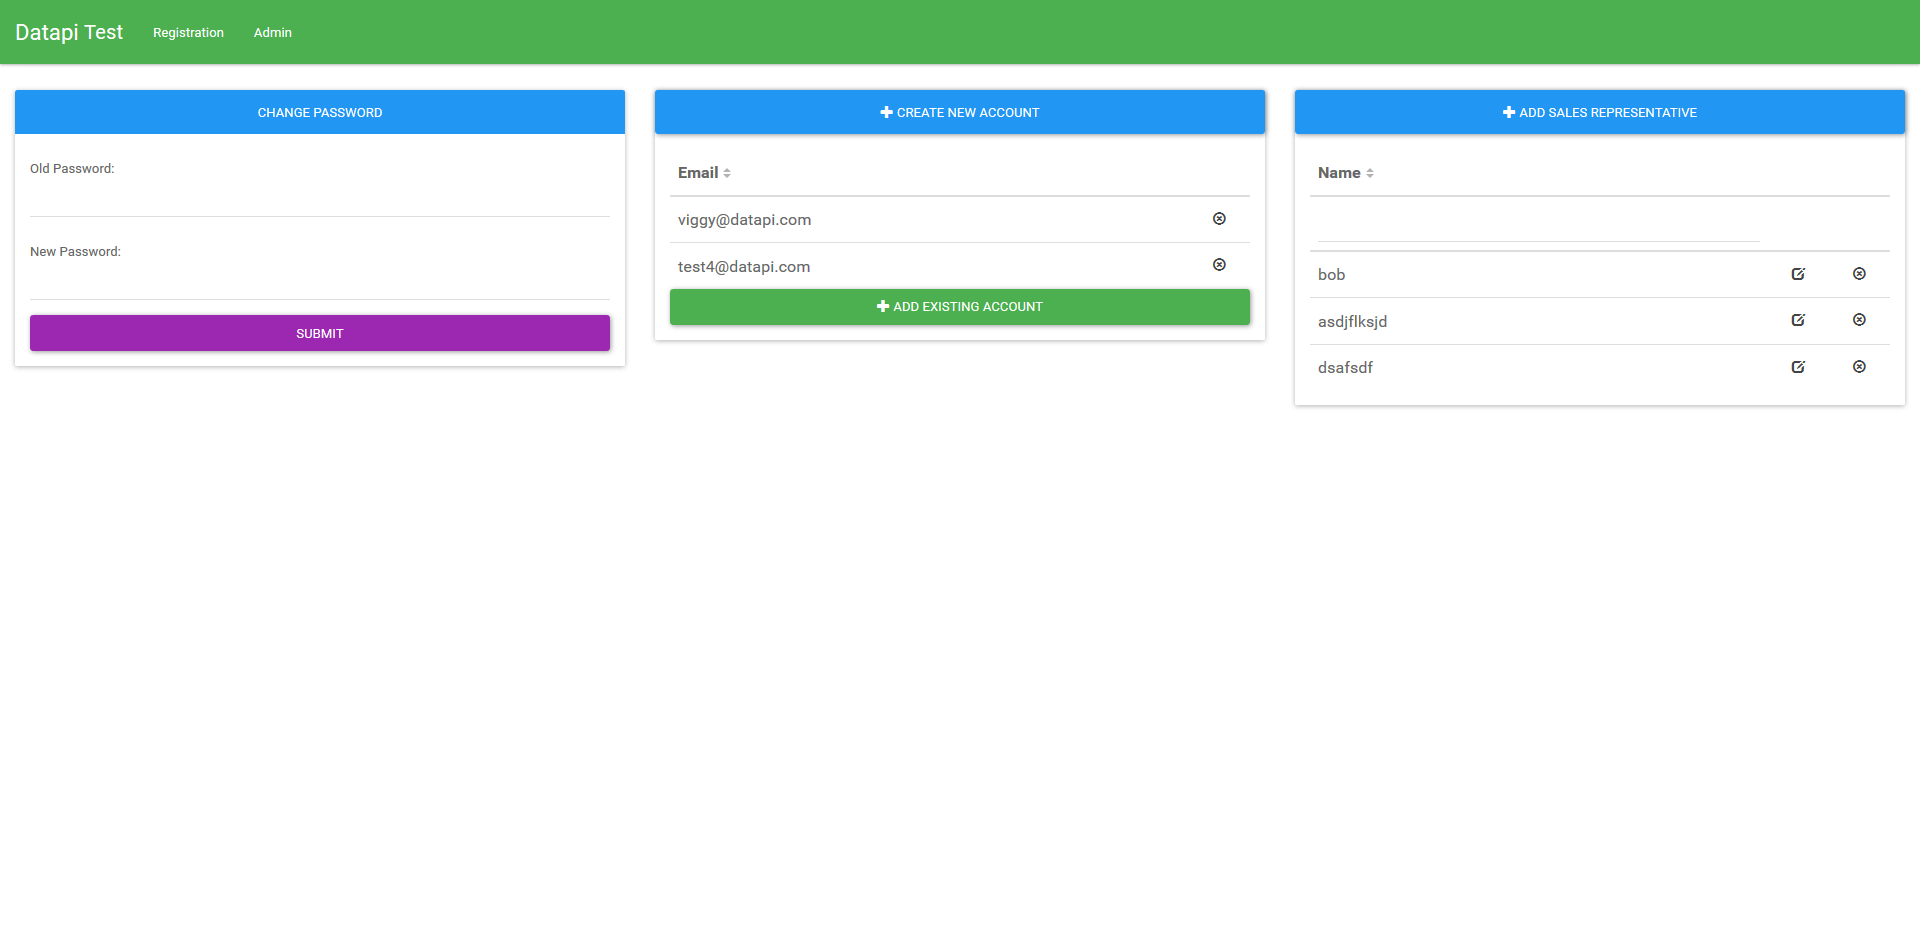 Datapi Test Registration Admin
CHANGE PASSWORD
Old Password:
New Password:
SUBMIT
CREATE NEW ACCOUNT
Email
viggy@datapi.com
test4@datapi.com
ADD EXISTING ACCOUNT
ADD SALES REPRESENTATIVE
Name
bob
asdjflksjd
dsafsdf